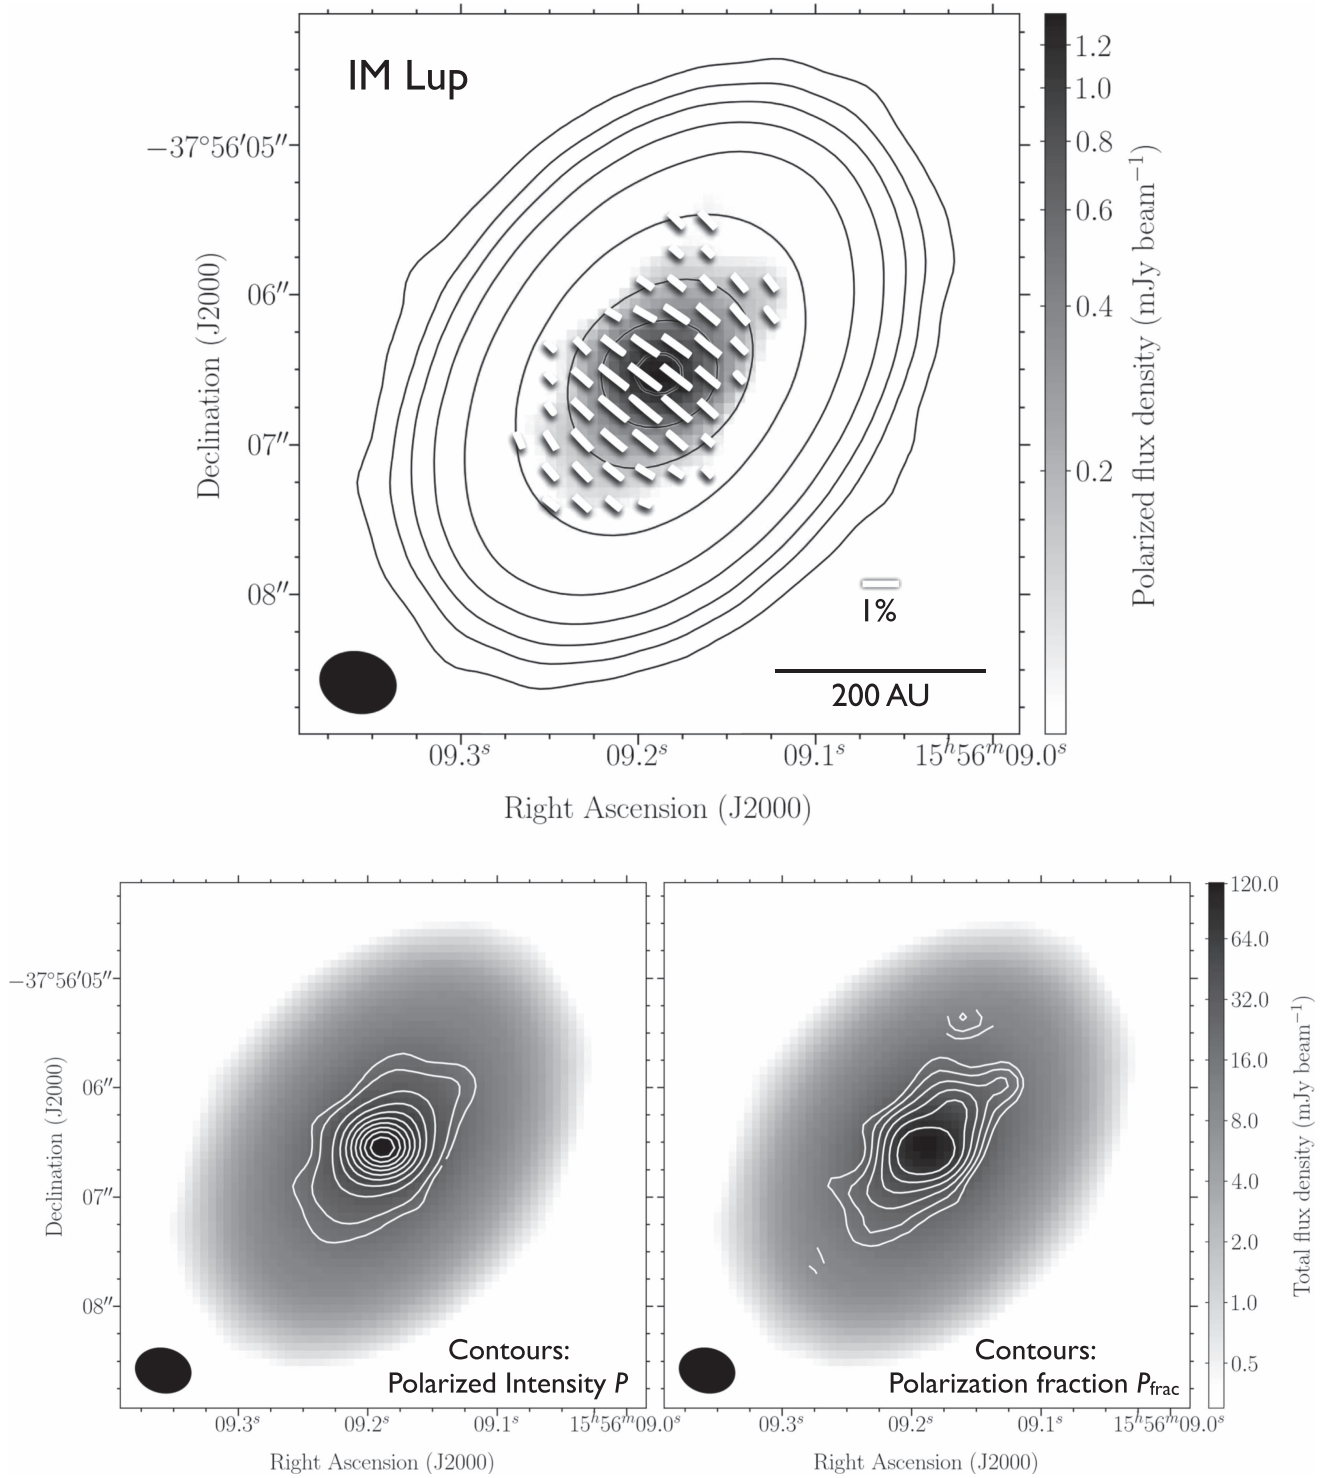 IM Lup
−37°56′05″
06″
07″
08″
Declination (J2000)
1%
200 AU
09.3ˢ 09.2ˢ 09.1ˢ 15ʰ56ᵐ09.0ˢ
Right Ascension (J2000)
1.2
1.0
0.8
0.6
0.4
0.2
Polarized flux density (mJy beam⁻¹)
−37°56′05″
06″
07″
08″
Declination (J2000)
Contours:
Polarized Intensity P
09.3ˢ 09.2ˢ 09.1ˢ 15ʰ56ᵐ09.0ˢ
Right Ascension (J2000)
Contours:
Polarization fraction Pfrac
09.3ˢ 09.2ˢ 09.1ˢ 15ʰ56ᵐ09.0ˢ
Right Ascension (J2000)
120.0
64.0
32.0
16.0
8.0
4.0
2.0
1.0
0.5
Total flux density (mJy beam⁻¹)